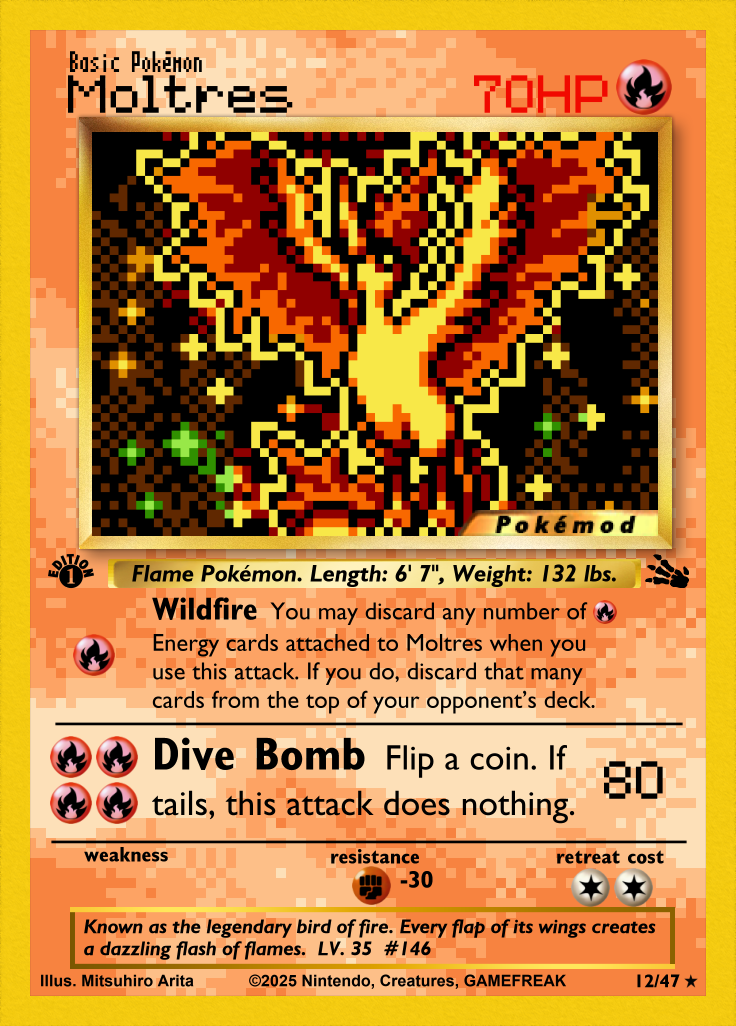 Basic Pokémon
Moltres 70HP
Pokémod
EDITION
1
Flame Pokémon. Length: 6' 7", Weight: 132 lbs.
Wildfire You may discard any number of
Energy cards attached to Moltres when you
use this attack. If you do, discard that many
cards from the top of your opponent's deck.
Dive Bomb Flip a coin. If
tails, this attack does nothing.
80
weakness resistance retreat cost
-30
Known as the legendary bird of fire. Every flap of its wings creates
a dazzling flash of flames. LV. 35 #146
Illus. Mitsuhiro Arita ©2025 Nintendo, Creatures, GAMEFREAK 12/47 ★